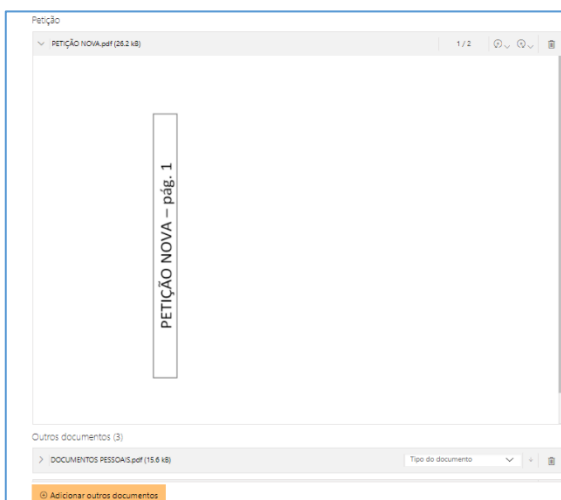 Petição
PETIÇÃO NOVA.pdf (26.2 kB)
1 / 2
PETIÇÃO NOVA – pág. 1
Outros documentos (3)
DOCUMENTOS PESSOAIS.pdf (15.6 kB)
Tipo do documento
Adicionar outros documentos